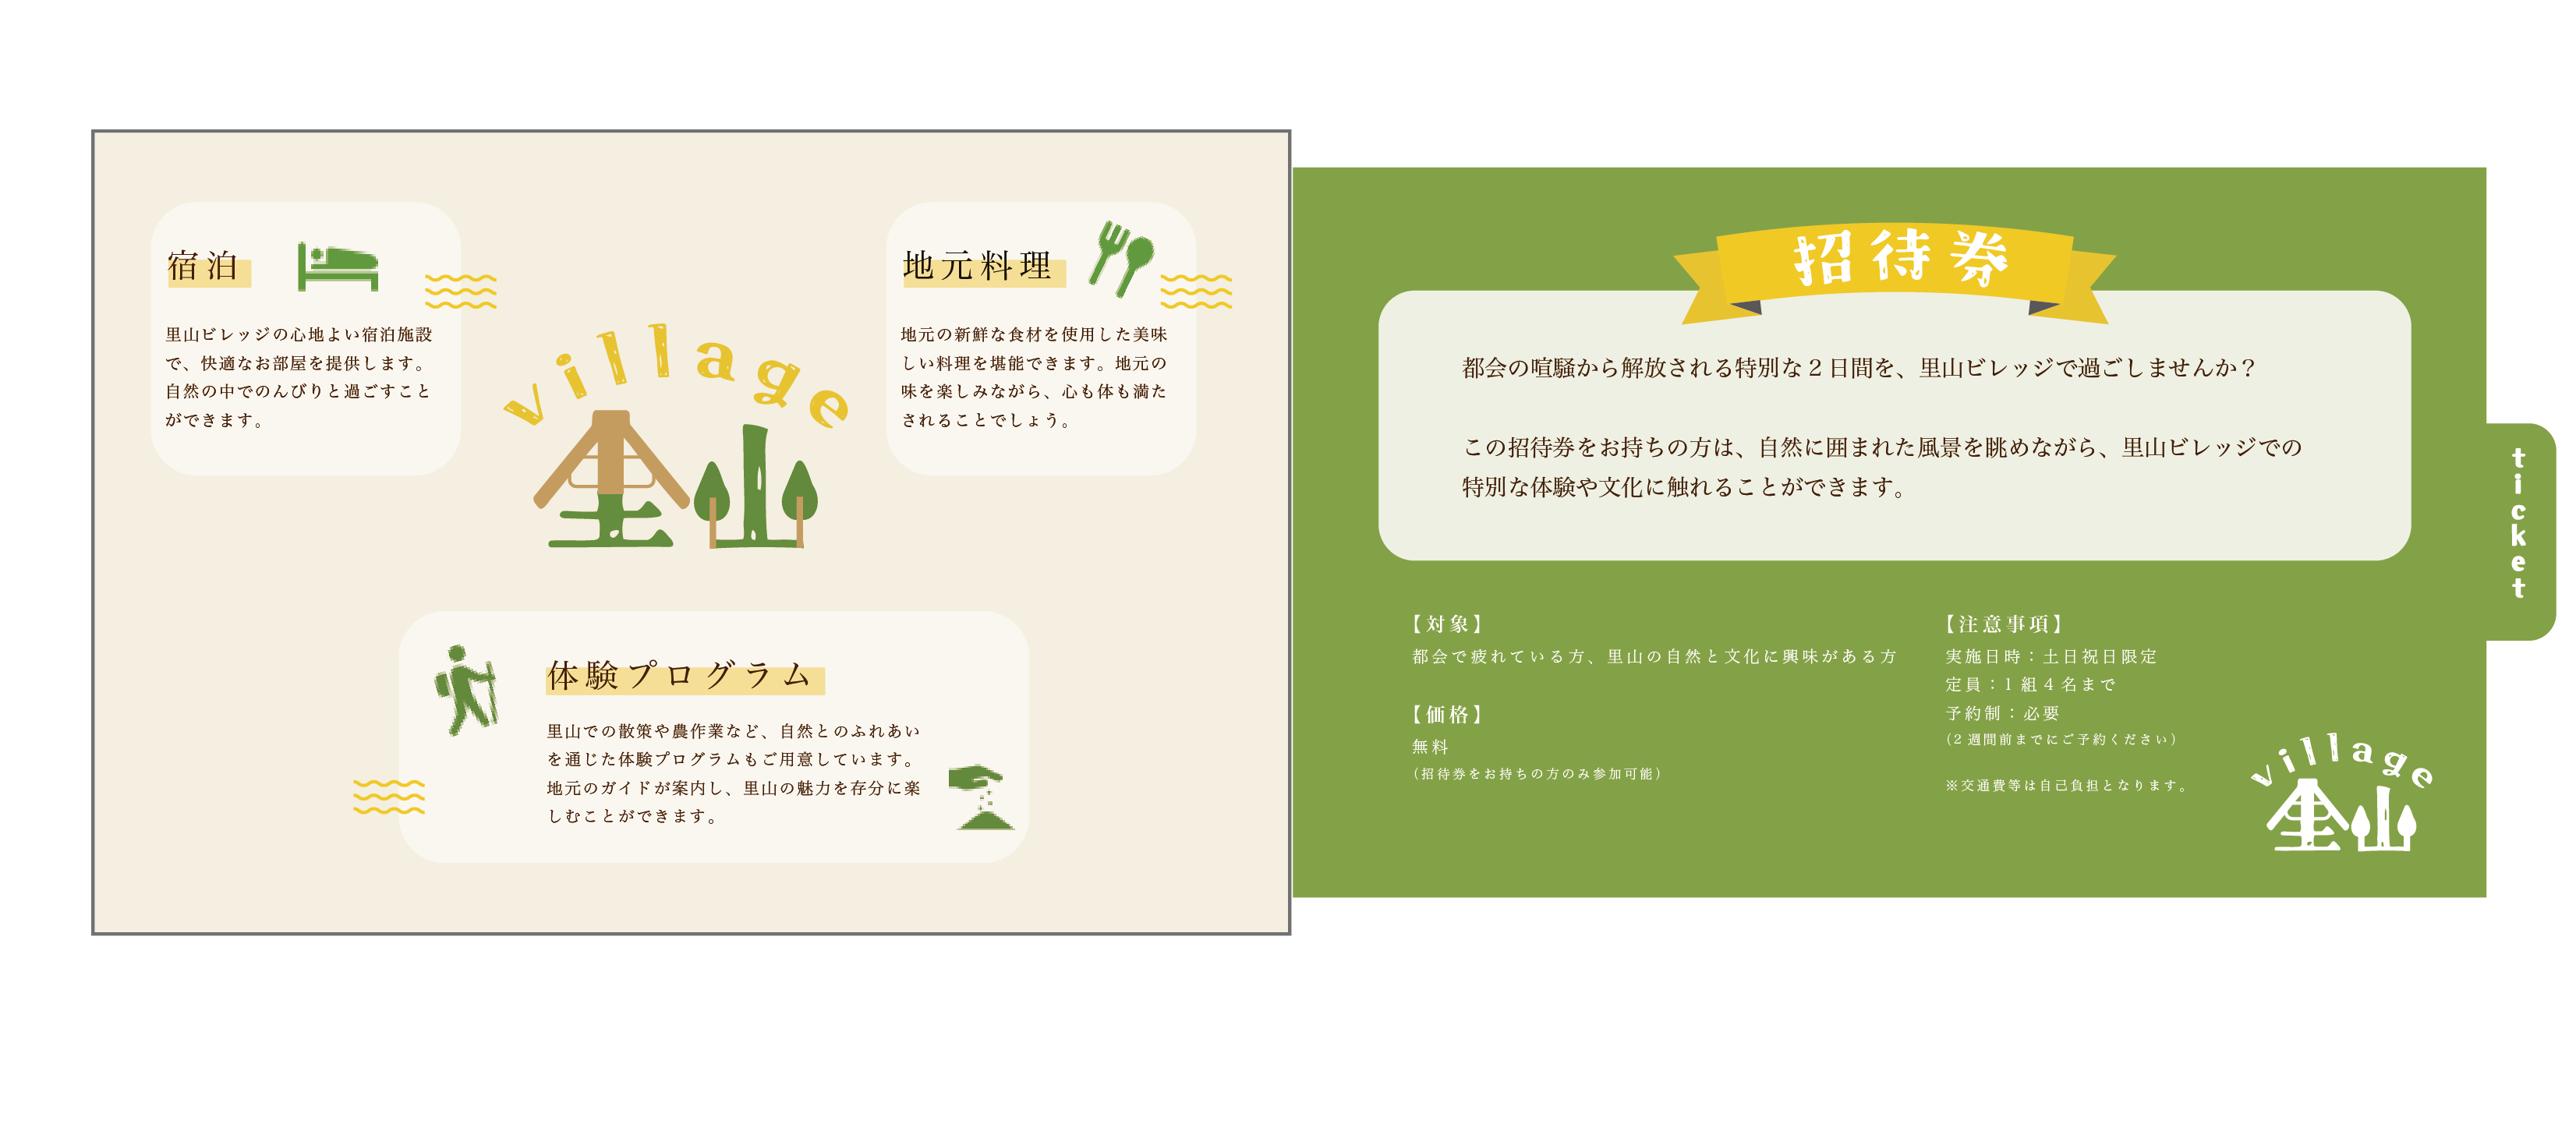 宿泊
里山ビレッジの心地よい宿泊施設
で、快適なお部屋を提供します。
自然の中でのんびりと過ごすこと
ができます。
地元料理
地元の新鮮な食材を使用した美味
しい料理を堪能できます。地元の
味を楽しみながら、心も体も満た
されることでしょう。
village
里山
体験プログラム
里山での散策や農作業など、自然とのふれあい
を通じた体験プログラムもご用意しています。
地元のガイドが案内し、里山の魅力を存分に楽
しむことができます。
招待券
都会の喧騒から解放される特別な2日間を、里山ビレッジで過ごしませんか？
この招待券をお持ちの方は、自然に囲まれた風景を眺めながら、里山ビレッジでの
特別な体験や文化に触れることができます。
【対象】
都会で疲れている方、里山の自然と文化に興味がある方
【価格】
無料
（招待券をお持ちの方のみ参加可能）
【注意事項】
実施日時：土日祝日限定
定員：1組4名まで
予約制：必要
（2週間前までにご予約ください）
※交通費等は自己負担となります。
village
里山
ticket